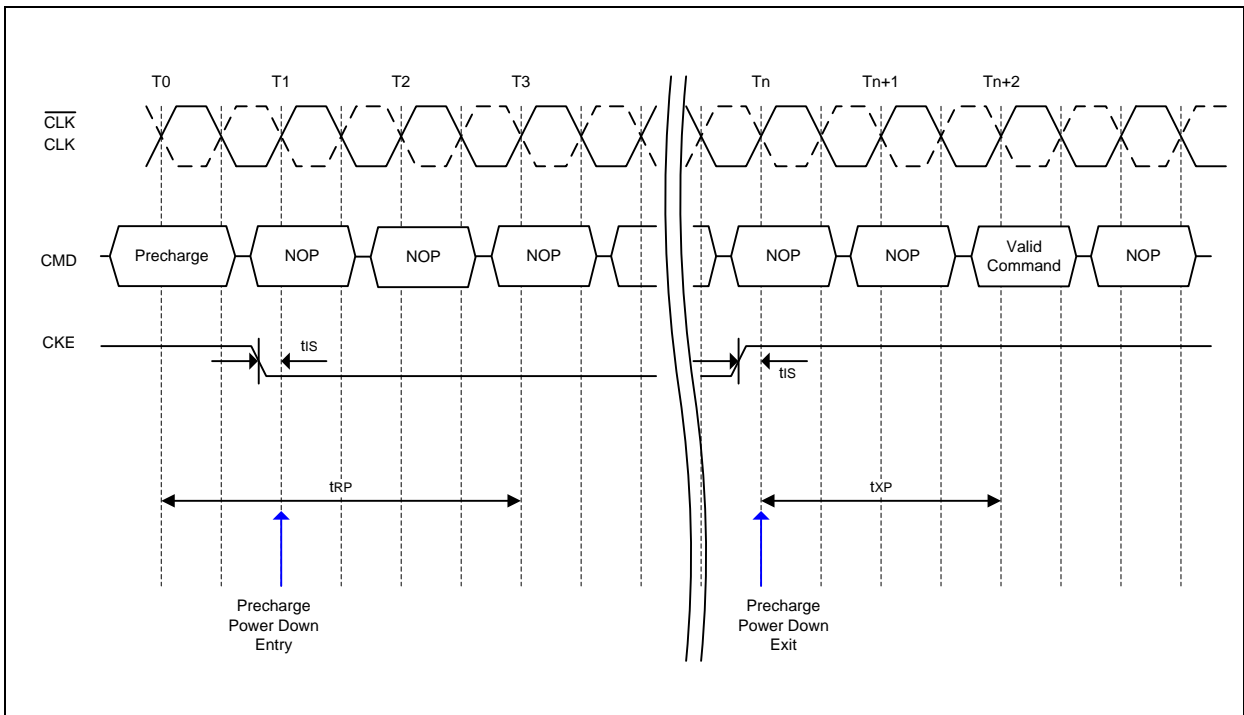 T0 T1 T2 T3 Tn Tn+1 Tn+2
CLK
CLK
CMD Precharge NOP NOP NOP NOP NOP Valid Command NOP
CKE
tIS
tIS
tRP
tXP
Precharge
Power Down
Entry
Precharge
Power Down
Exit